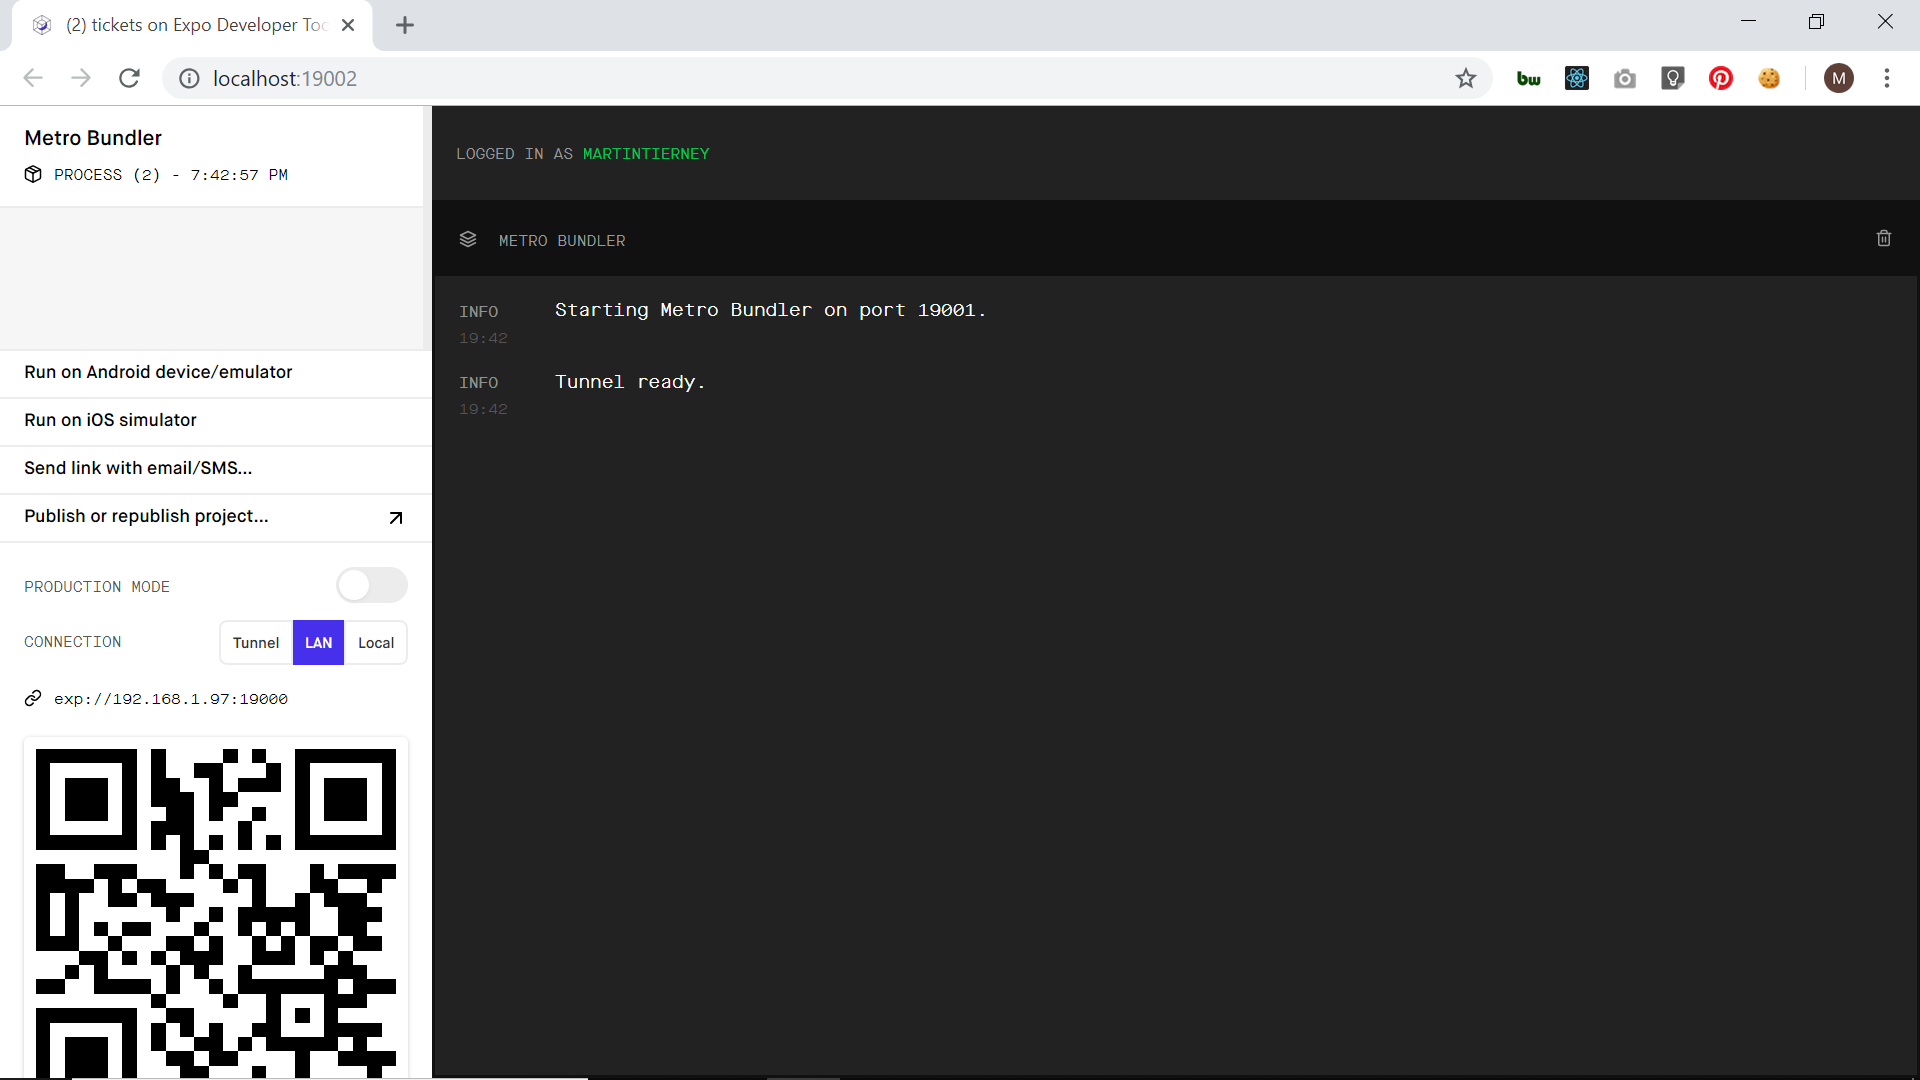 (2) tickets on Expo Developer Too
localhost:19002
bw
M
Metro Bundler
PROCESS (2) - 7:42:57 PM
Run on Android device/emulator
Run on iOS simulator
Send link with email/SMS...
Publish or republish project...
PRODUCTION MODE
CONNECTION
Tunnel
LAN
Local
exp://192.168.1.97:19000
LOGGED IN AS MARTINTIERNEY
METRO BUNDLER
INFO Starting Metro Bundler on port 19001.
19:42
INFO Tunnel ready.
19:42